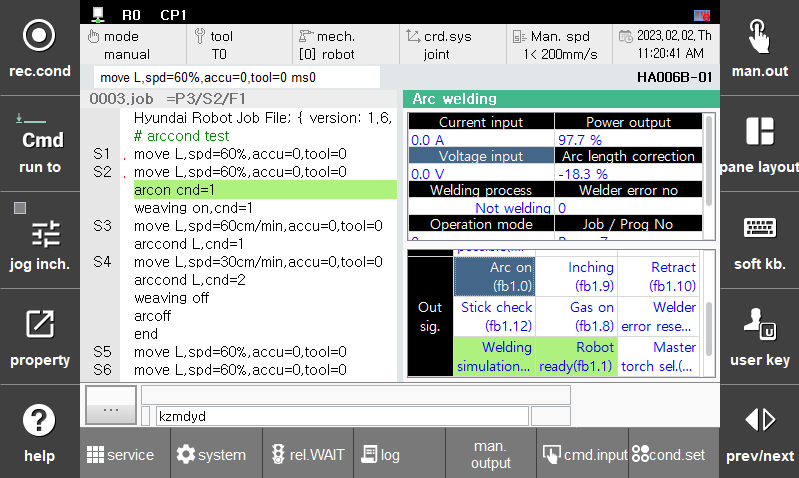 R0 CP1
rec.cond
mode
manual
tool
T0
mech.
[0] robot
crd.sys
joint
Man. spd
1< 200mm/s
2023,02,02, Th
11:20:41 AM
man.out
move L,spd=60%,accu=0,tool=0 ms0
HA006B-01
0003.job =P3/S2/F1
Hyundai Robot Job File; { version: 1,6,
# arccond test
S1 move L,spd=60%,accu=0,tool=0
S2 move L,spd=60%,accu=0,tool=0
arcon cnd=1
weaving on,cnd=1
S3 move L,spd=60cm/min,accu=0,tool=0
arccond L,cnd=1
S4 move L,spd=30cm/min,accu=0,tool=0
arccond L,cnd=2
weaving off
arcoff
end
S5 move L,spd=60%,accu=0,tool=0
S6 move L,spd=60%,accu=0,tool=0
Arc welding
Current input Power output
0.0 A 97.7 %
Voltage input Arc length correction
0.0 V -18.3 %
Welding process Welder error no
Not welding 0
Operation mode Job / Prog No
Out
sig.
Arc on
(fb1.0)
Inching
(fb1.9)
Retract
(fb1.10)
Stick check
(fb1.12)
Gas on
(fb1.8)
Welder
error rese...
Welding
simulation...
Robot
ready(fb1.1)
Master
torch sel.(...
Cmd
run to
jog inch.
property
help
pane layout
soft kb.
U
user key
prev/next
...
kzmdyd
service
system
rel.WAIT
log
man.
output
cmd.input
cond.set